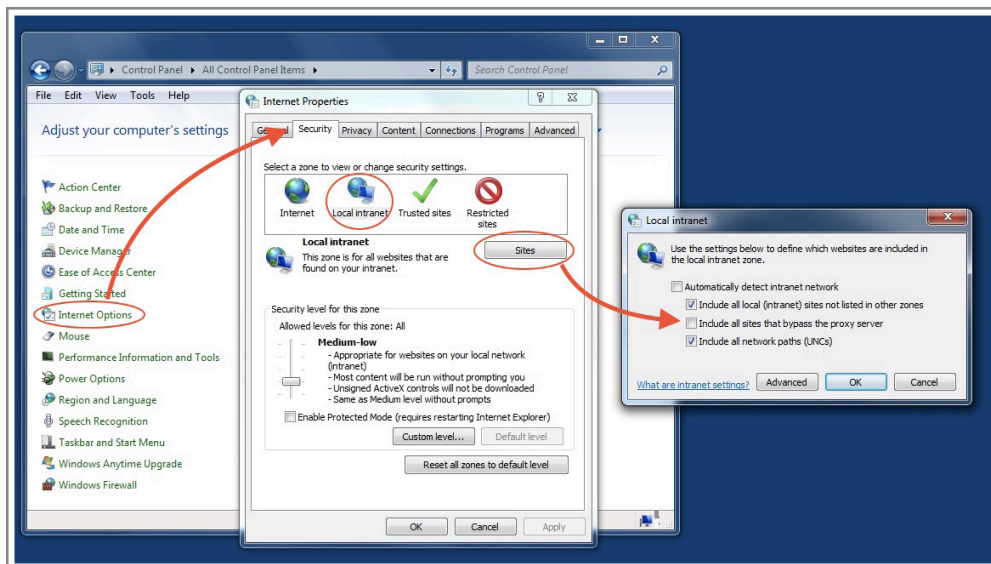 Control Panel ▸ All Control Panel Items ▸
Search Control Panel
File Edit View Tools Help
Adjust your computer's settings
Action Center
Backup and Restore
Date and Time
Device Manager
Ease of Access Center
Getting Started
Internet Options
Mouse
Performance Information and Tools
Power Options
Region and Language
Speech Recognition
Taskbar and Start Menu
Windows Anytime Upgrade
Windows Firewall
Internet Properties
General Security Privacy Content Connections Programs Advanced
Select a zone to view or change security settings.
Internet Local intranet Trusted sites Restricted
sites
Local intranet
This zone is for all websites that are
found on your intranet.
Sites
Security level for this zone
Allowed levels for this zone: All
Medium-low
- Appropriate for websites on your local network
(intranet)
- Most content will be run without prompting you
- Unsigned ActiveX controls will not be downloaded
- Same as Medium level without prompts
Enable Protected Mode (requires restarting Internet Explorer)
Custom level... Default level
Reset all zones to default level
OK Cancel Apply
Local intranet
Use the settings below to define which websites are included in
the local intranet zone.
Automatically detect intranet network
Include all local (intranet) sites not listed in other zones
Include all sites that bypass the proxy server
Include all network paths (UNCs)
What are intranet settings? Advanced OK Cancel